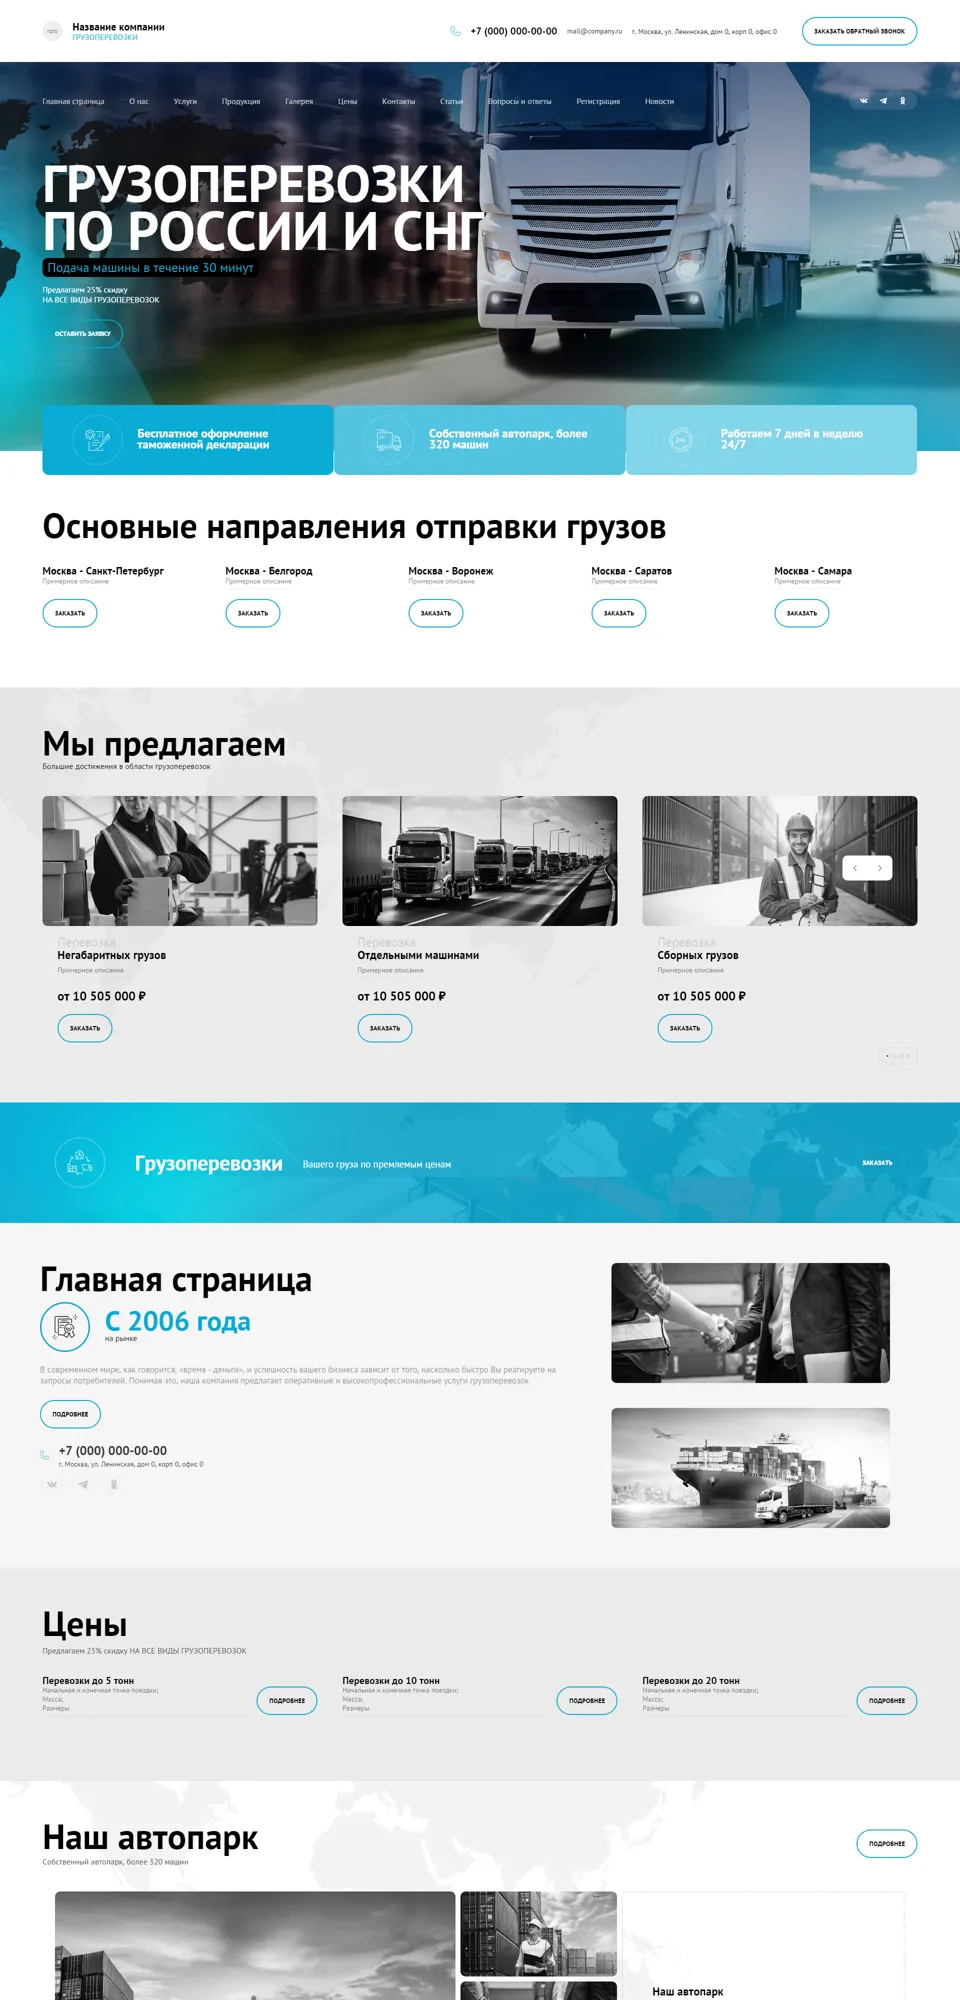 Название компании
ГРУЗОПЕРЕВОЗКИ
+7 (000) 000-00-00
mail@company.ru
г. Москва, ул. Ленинская, дом 0, корп 0, офис 0
ЗАКАЗАТЬ ОБРАТНЫЙ ЗВОНОК
Главная страница
О нас
Услуги
Продукция
Галерея
Цены
Контакты
Статьи
Вопросы и ответы
Регистрация
Новости
ГРУЗОПЕРЕВОЗКИ
ПО РОССИИ И СНГ
Подача машины в течение 30 минут
Предлагаем 25% скидку
НА ВСЕ ВИДЫ ГРУЗОПЕРЕВОЗОК
ОСТАВИТЬ ЗАЯВКУ
Бесплатное оформление
таможенной декларации
Собственный автопарк, более
320 машин
Работаем 7 дней в неделю
24/7
Основные направления отправки грузов
Москва - Санкт-Петербург
Примерное описание
ЗАКАЗАТЬ
Москва - Белгород
Примерное описание
ЗАКАЗАТЬ
Москва - Воронеж
Примерное описание
ЗАКАЗАТЬ
Москва - Саратов
Примерное описание
ЗАКАЗАТЬ
Москва - Самара
Примерное описание
ЗАКАЗАТЬ
Мы предлагаем
Большие достижения в области грузоперевозок
Перевозка
Негабаритных грузов
Примерное описание
от 10 505 000 ₽
ЗАКАЗАТЬ
Перевозка
Отдельными машинами
Примерное описание
от 10 505 000 ₽
ЗАКАЗАТЬ
Перевозка
Сборных грузов
Примерное описание
от 10 505 000 ₽
ЗАКАЗАТЬ
Грузоперевозки
Вашего груза по премлемым ценам
ЗАКАЗАТЬ
Главная страница
С 2006 года
на рынке
В современном мире, как говорится, «время - деньги», и успешность вашего бизнеса зависит от того, насколько быстро Вы реагируете на
запросы потребителей. Понимая это, наша компания предлагает оперативные и высокопрофессиональные услуги грузоперевозок
ПОДРОБНЕЕ
+7 (000) 000-00-00
г. Москва, ул. Ленинская, дом 0, корп 0, офис 0
Цены
Предлагаем 25% скидку НА ВСЕ ВИДЫ ГРУЗОПЕРЕВОЗОК
Перевозки до 5 тонн
Начальная и конечная точка поездки;
Масса;
Размеры
ПОДРОБНЕЕ
Перевозки до 10 тонн
Начальная и конечная точка поездки;
Масса;
Размеры
ПОДРОБНЕЕ
Перевозки до 20 тонн
Начальная и конечная точка поездки;
Масса;
Размеры
ПОДРОБНЕЕ
Наш автопарк
Собственный автопарк, более 320 машин
ПОДРОБНЕЕ
Наш автопарк